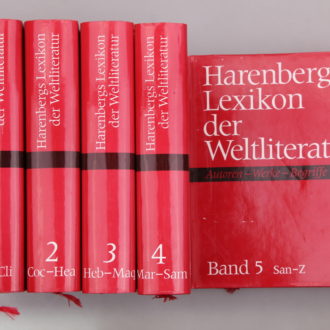 der Weltliteratur
Cli
Harenbergs Lexikon
der Weltliteratur
2
Coc–Hea
Harenbergs Lexikon
der Weltliteratur
3
Heb–Maq
Harenbergs Lexikon
der Weltliteratur
4
Mar–Sam
Harenbergs
Lexikon
der
Weltliterat
Autoren – Werke – Begriffe
Band 5 San–Z